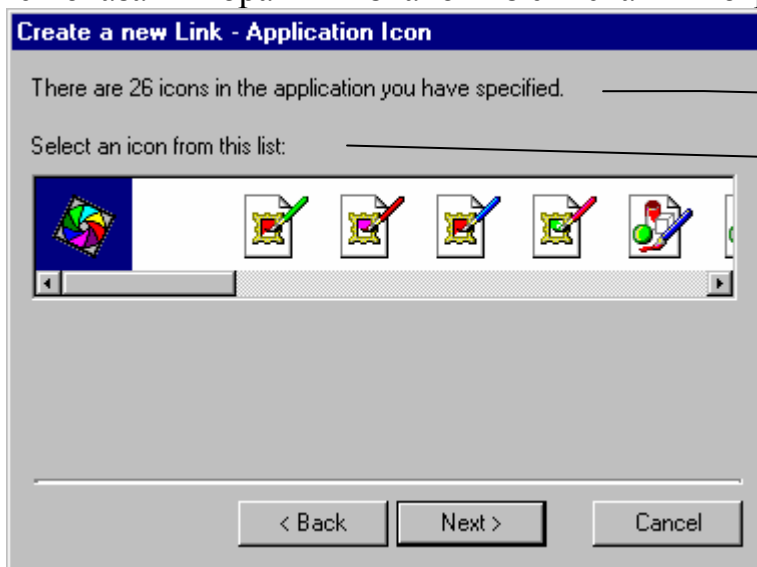 Create a new Link - Application Icon
There are 26 icons in the application you have specified.
Select an icon from this list:
< Back
Next >
Cancel